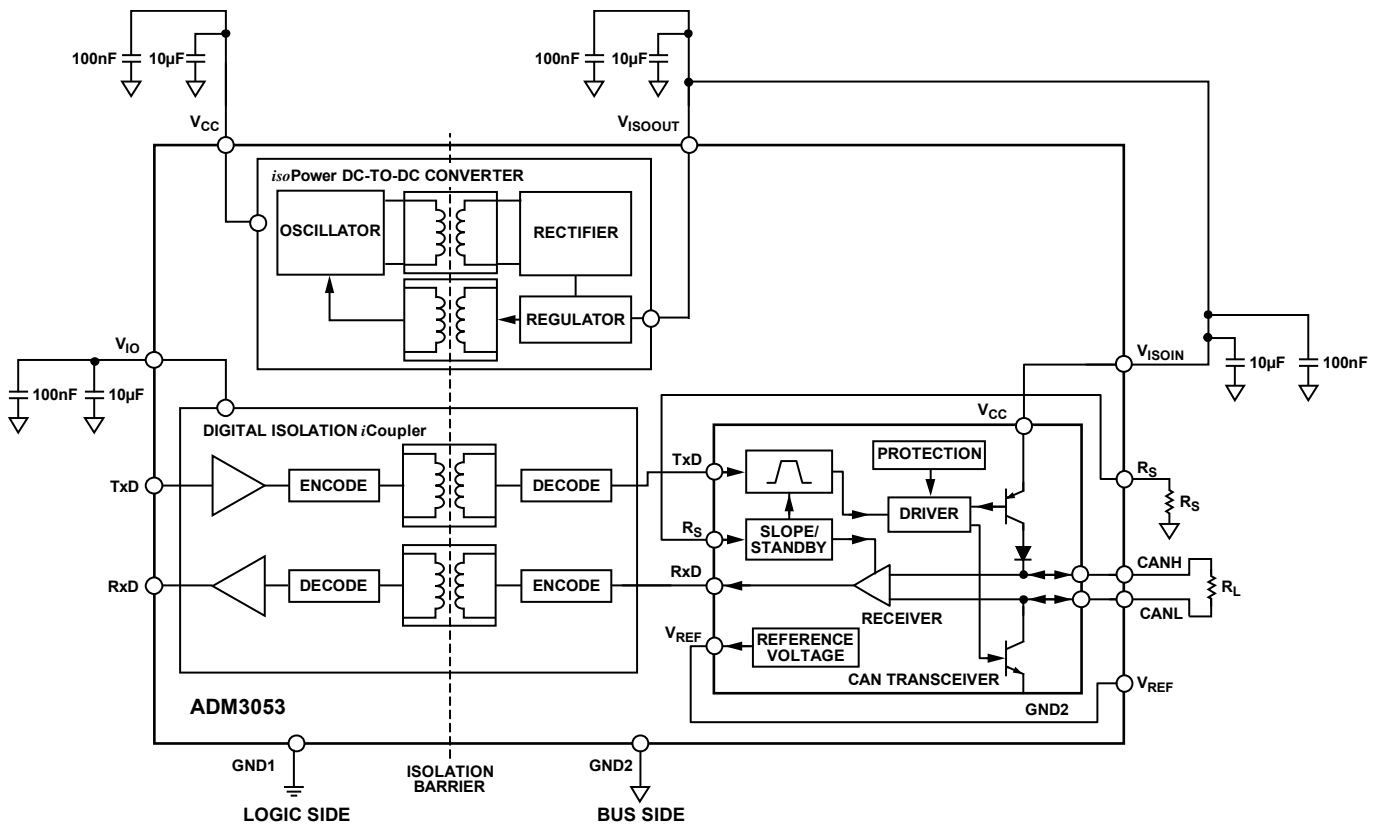 100nF
10µF
100nF
10µF
VCC
VISOOUT
isoPower DC-TO-DC CONVERTER
OSCILLATOR
RECTIFIER
REGULATOR
VIO
100nF
10µF
VISOIN
10µF
100nF
DIGITAL ISOLATION iCoupler
VCC
TxD
ENCODE
DECODE
TxD
PROTECTION
DRIVER
RS
RS
RS
SLOPE/
STANDBY
RxD
DECODE
ENCODE
RxD
RECEIVER
CANH
RL
CANL
VREF
REFERENCE
VOLTAGE
CAN TRANSCEIVER
VREF
GND2
ADM3053
GND1
ISOLATION
BARRIER
GND2
LOGIC SIDE
BUS SIDE